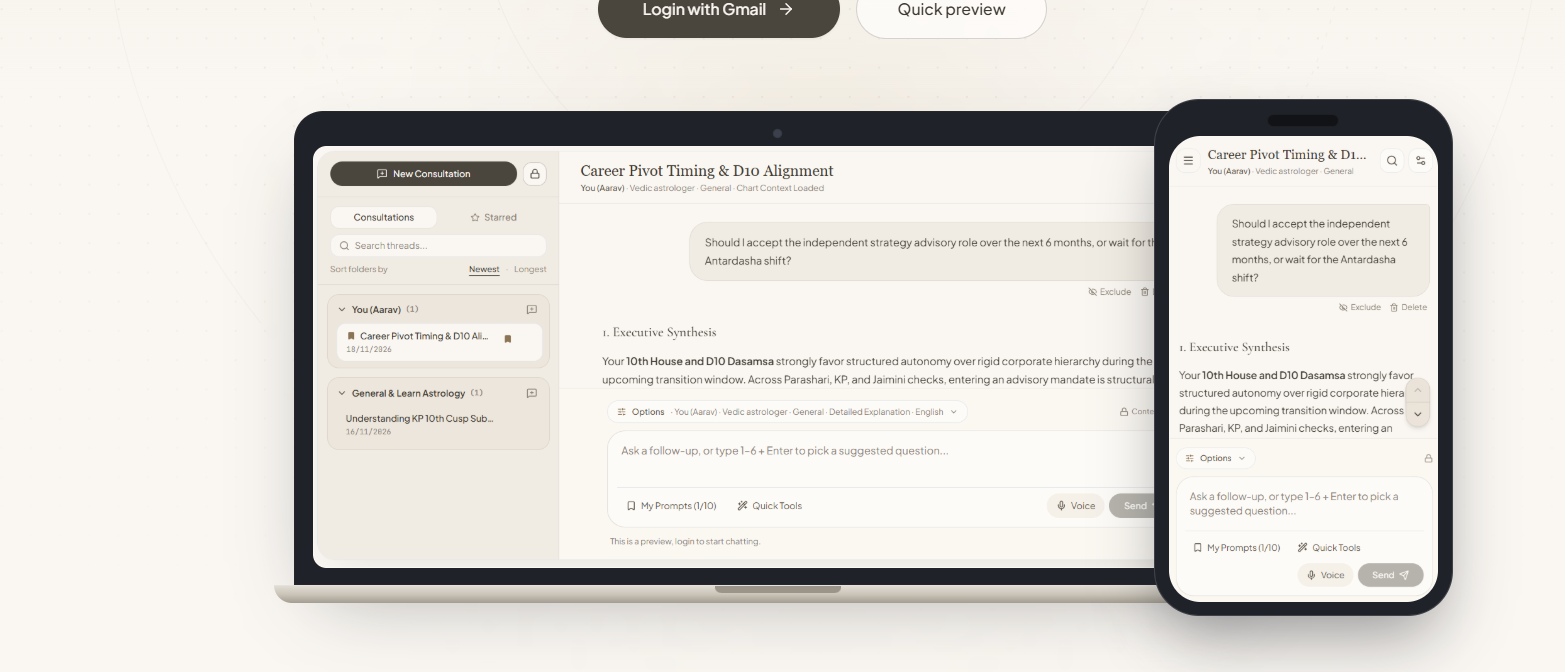 Login with Gmail →
Quick preview
New Consultation
Consultations
Starred
Search threads...
Sort folders by
Newest · Longest
You (Aarav) (1)
Career Pivot Timing & D10 Ali...
18/11/2026
General & Learn Astrology (1)
Understanding KP 10th Cusp Sub...
16/11/2026
Career Pivot Timing & D10 Alignment
You (Aarav) · Vedic astrologer · General · Chart Context Loaded
Should I accept the independent strategy advisory role over the next 6 months, or wait for
Antardasha shift?
Exclude
1. Executive Synthesis
Your 10th House and D10 Dasamsa strongly favor structured autonomy over rigid corporate hierarchy during the
upcoming transition window. Across Parashari, KP, and Jaimini checks, entering an advisory mandate is
Options · You (Aarav) · Vedic astrologer · General · Detailed Explanation · English
Ask a follow-up, or type 1–6 + Enter to pick a suggested question...
My Prompts (1/10)
Quick Tools
Voice
Send
This is a preview, login to start chatting.
Career Pivot Timing & D1...
You (Aarav) · Vedic astrologer · General
Should I accept the independent
strategy advisory role over the next 6
months, or wait for the Antardasha
shift?
Exclude
Delete
1. Executive Synthesis
Your 10th House and D10 Dasamsa strongly favor
structured autonomy over rigid corporate
during the upcoming transition window. Across
Parashari, KP, and Jaimini checks, entering an
Options
Ask a follow-up, or type 1–6 + Enter to pick a
suggested question...
My Prompts (1/10)
Quick Tools
Voice
Send